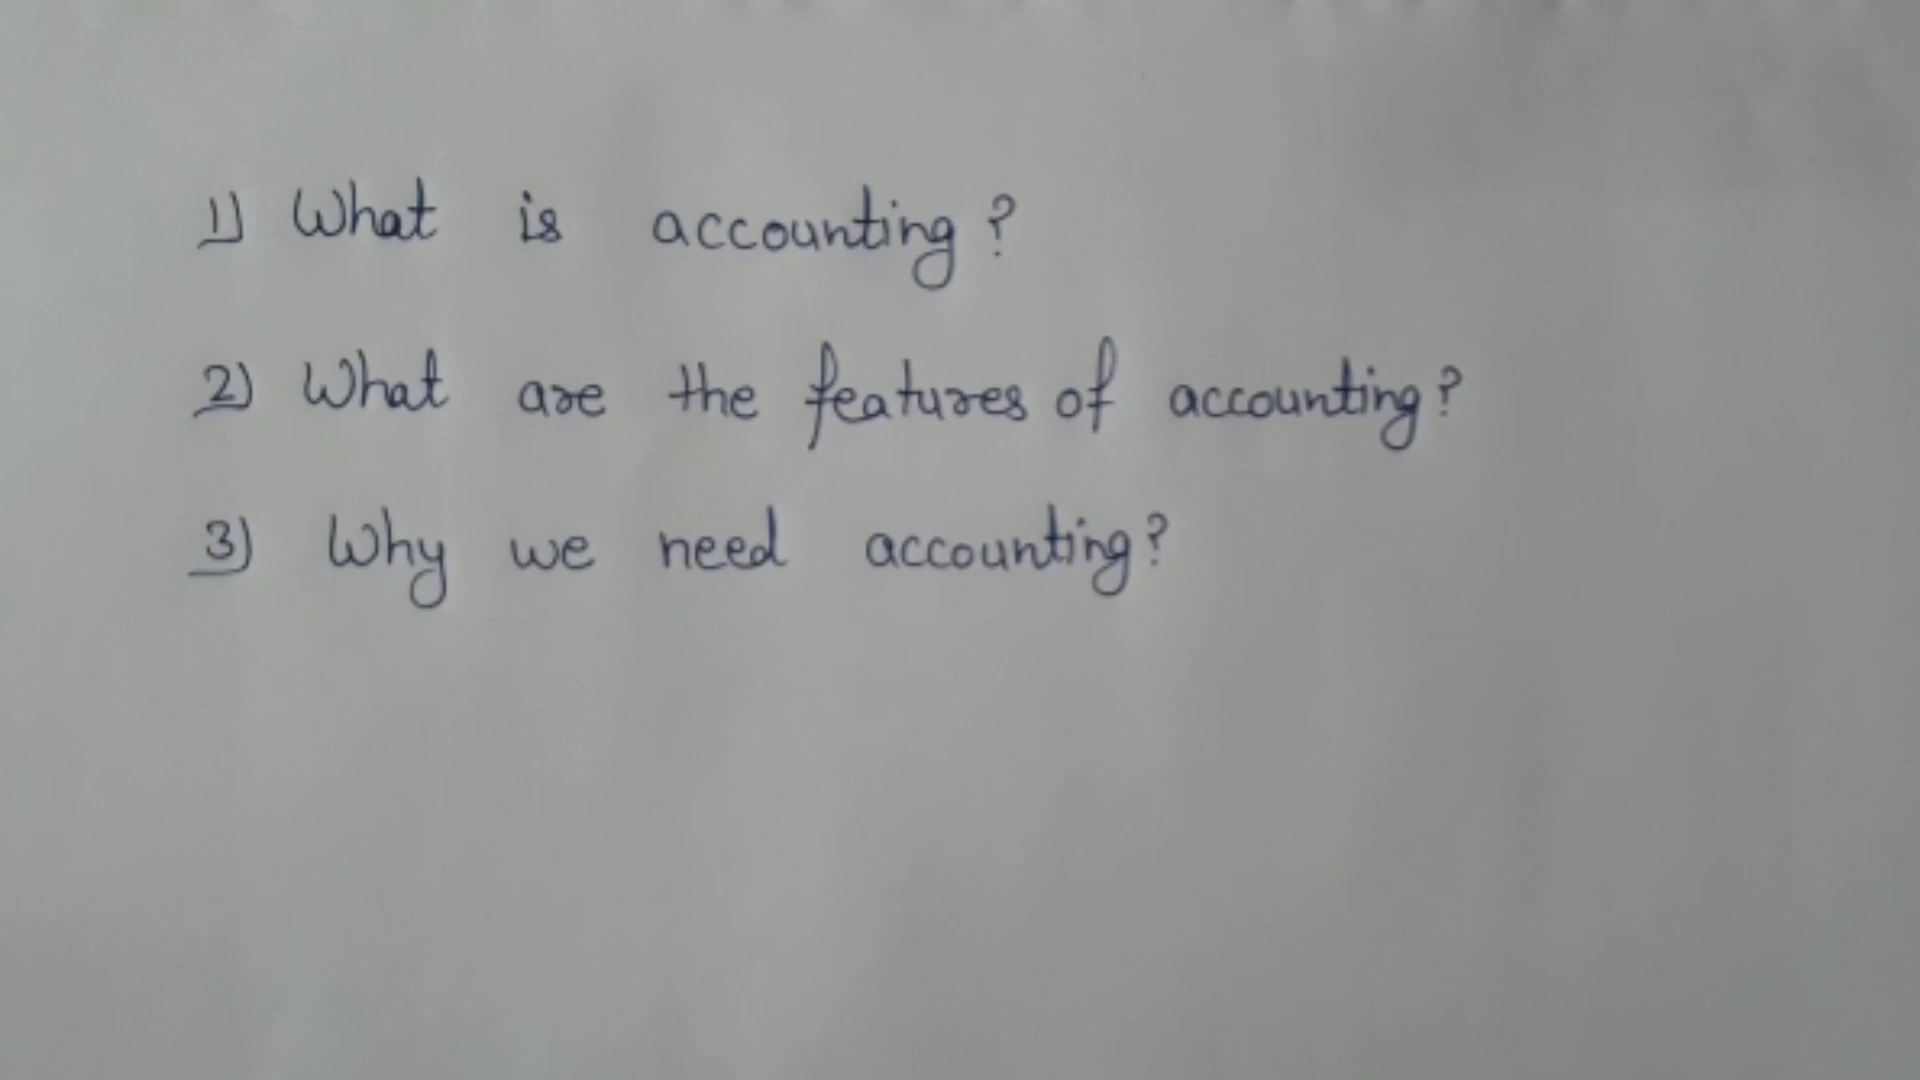 1) What is accounting?
2) What are the features of accounting?
3) Why we need accounting?